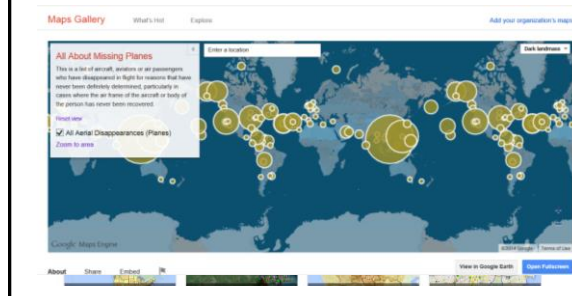 Maps Gallery What's Hot Explore Add your organization's maps
All About Missing Planes
This is a list of aircraft, aviators or air passengers
who have disappeared in flight for reasons that have
never been definitely determined, particularly in
cases where the air frame of the aircraft or body of
the person has never been recovered.
Reset view
All Aerial Disappearances (Planes)
Zoom to area
Enter a location
Dark landmass
Google Maps Engine
©2014 Google Terms of Use
About Share Embed
View in Google Earth Open Fullscreen